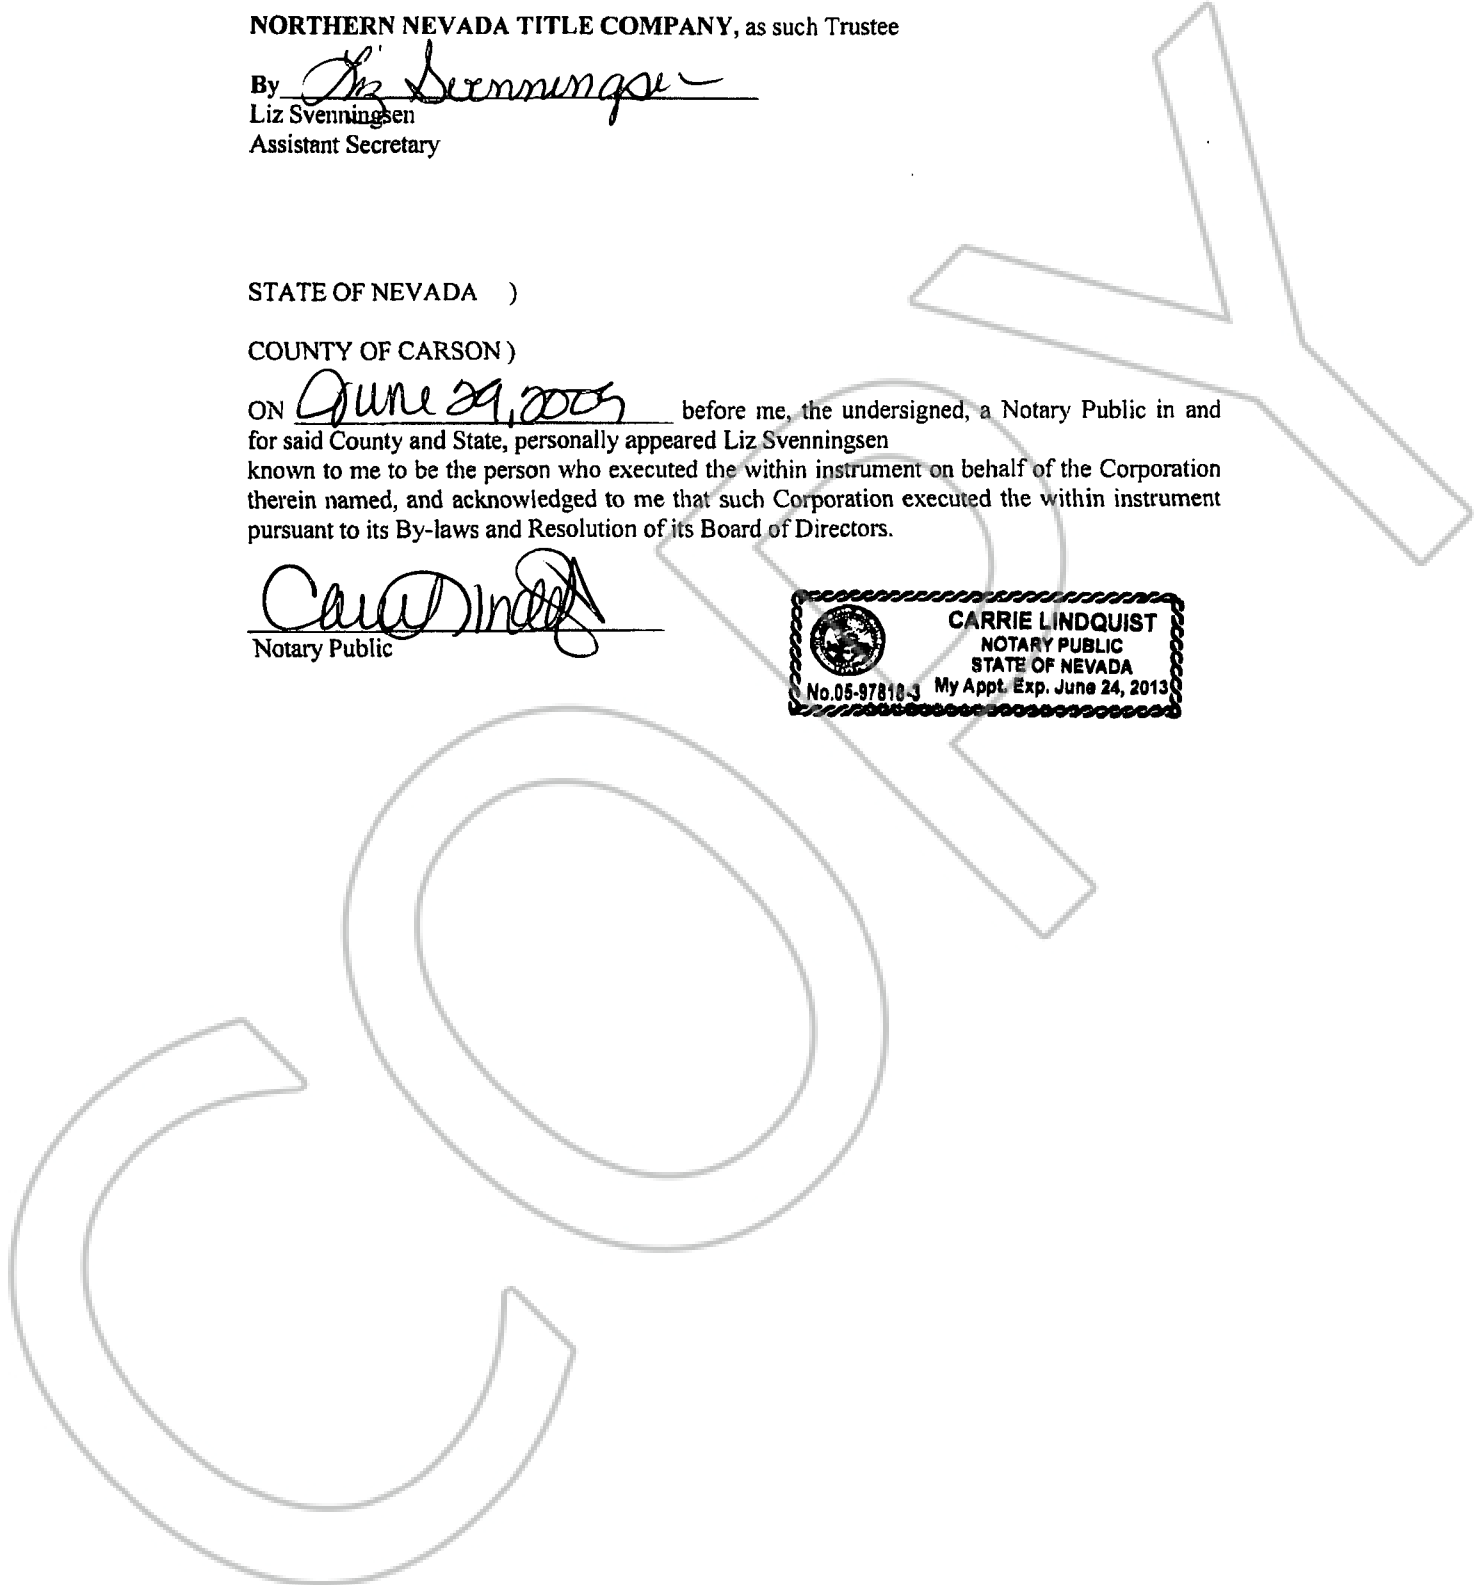 NORTHERN NEVADA TITLE COMPANY, as such Trustee
By Liz Svenningsen
Liz Svenningsen
Assistant Secretary
STATE OF NEVADA )
COUNTY OF CARSON )
ON June 29, 2009 before me, the undersigned, a Notary Public in and
for said County and State, personally appeared Liz Svenningsen
known to me to be the person who executed the within instrument on behalf of the Corporation
therein named, and acknowledged to me that such Corporation executed the within instrument
pursuant to its By-laws and Resolution of its Board of Directors.
Notary Public
CARRIE LINDQUIST
NOTARY PUBLIC
STATE OF NEVADA
No.05-97818-3 My Appt. Exp. June 24, 2013
COPY